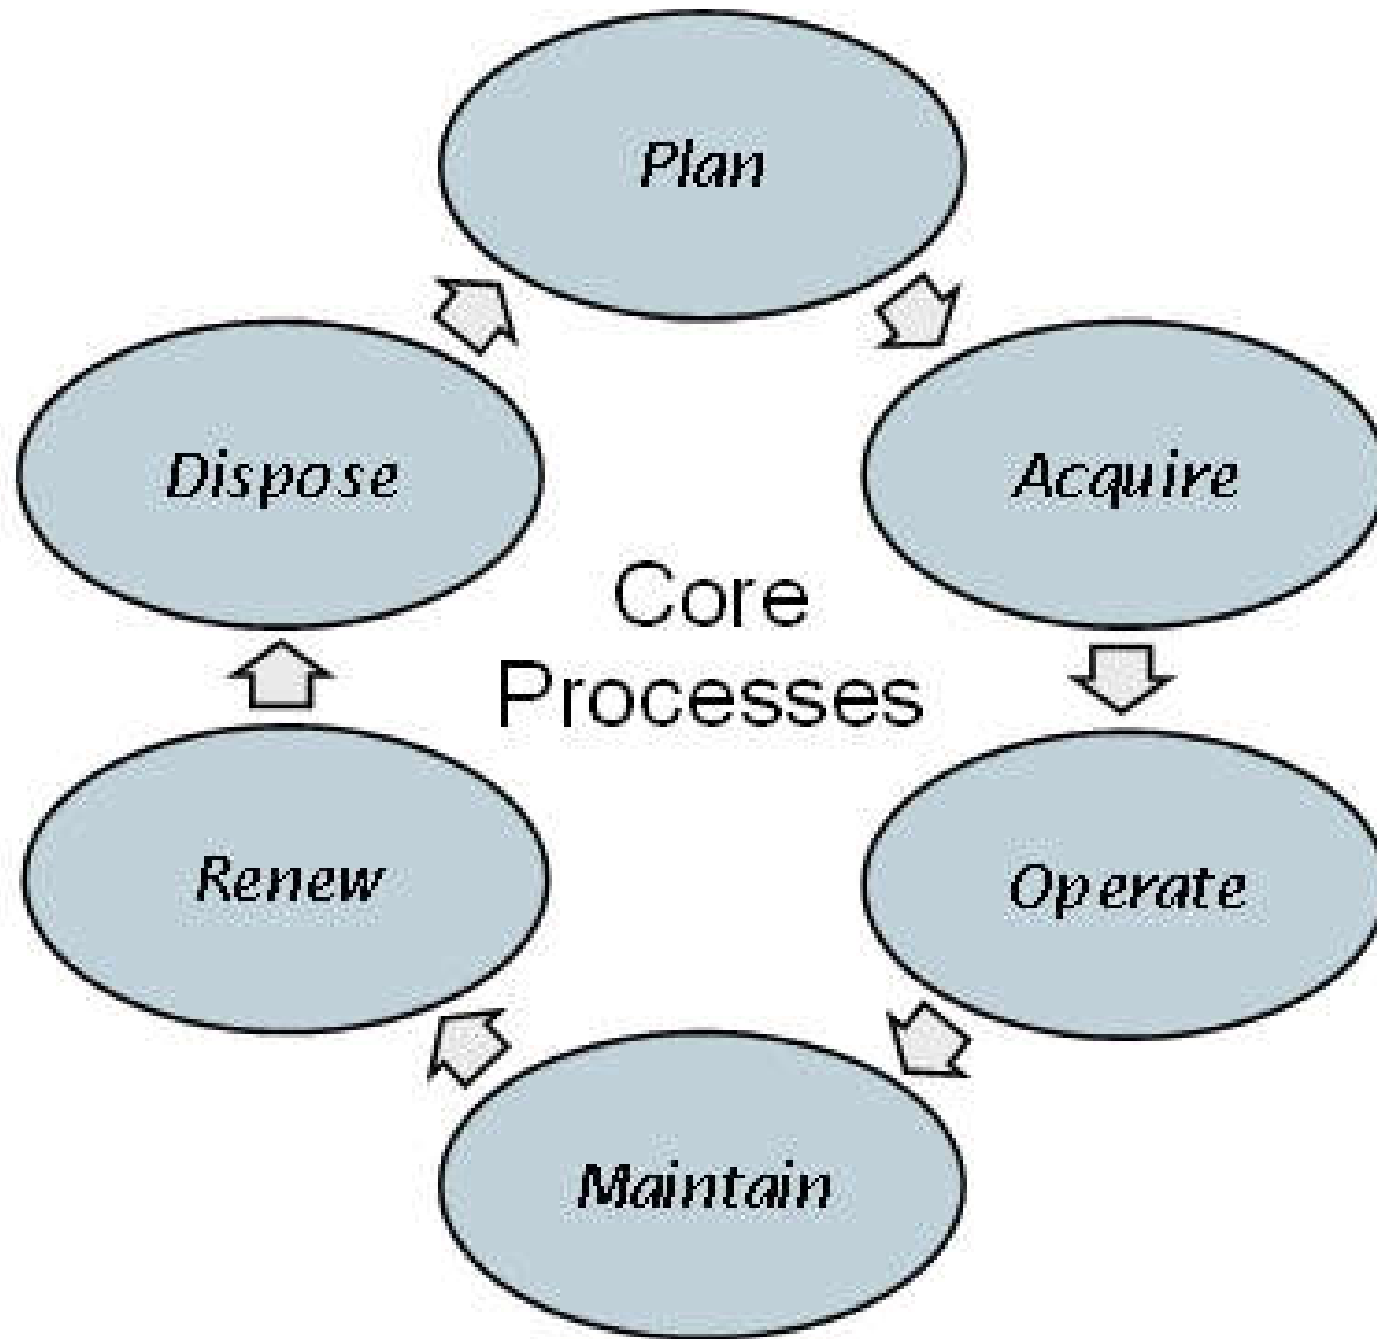 Plan
Acquire
Operate
Maintain
Renew
Dispose
Core
Processes